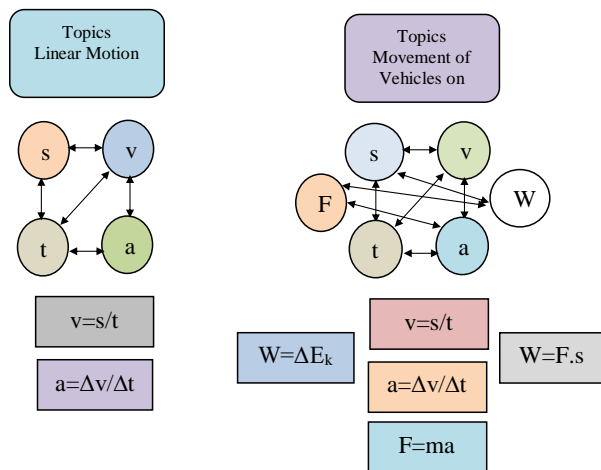 Topics
Linear Motion
s
v
t
a
v=s/t
a=Δv/Δt
Topics
Movement of
Vehicles on
s
v
F
W
t
a
v=s/t
W=ΔEₖ
W=F.s
a=Δv/Δt
F=ma